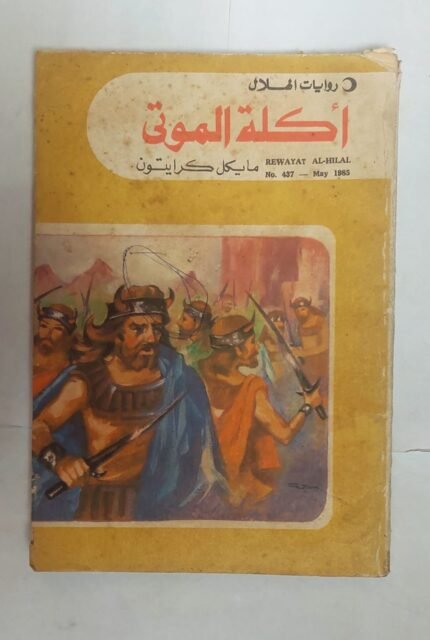 روايات الهلال
أكلة الموتى
مايكل كرايتون
REWAYAT AL-HILAL
No. 437 — May 1985